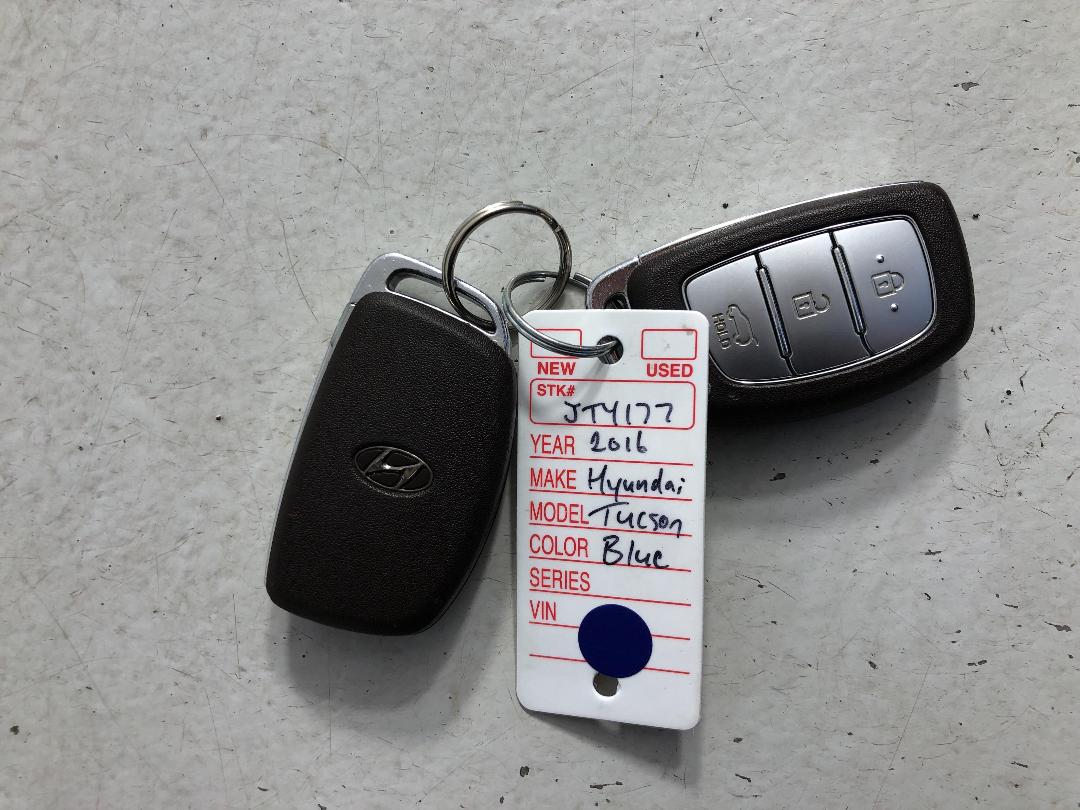 NEW USED
STK#
JTY177
YEAR 2016
MAKE Hyundai
MODEL Tucson
COLOR Blue
SERIES
VIN
HOLD